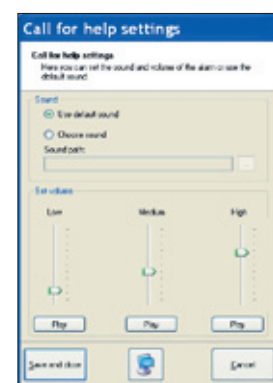 Call for help settings
Call for help settings
Here you can set the sound and volume of the alarm or use the
default sound
Sound
Use default sound
Choose sound
Sound path:
...
Set volume
Low Medium High
Play Play Play
Save and close Cancel